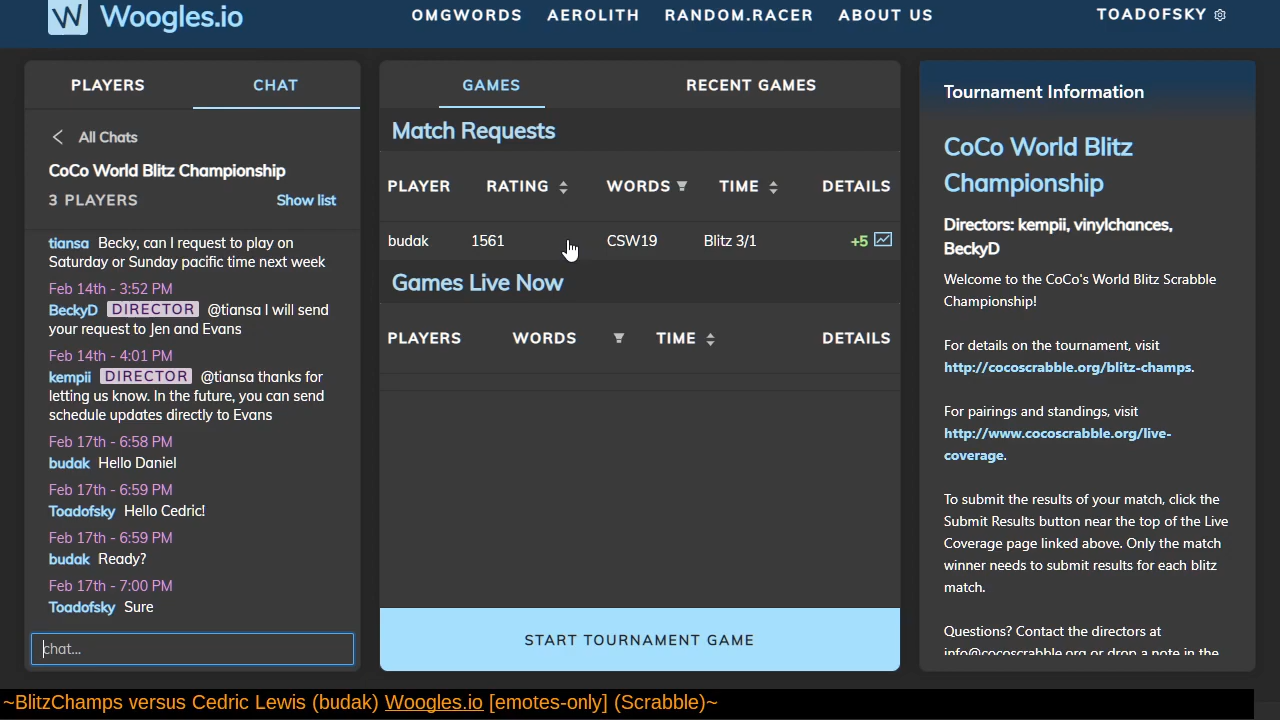 W Woogles.io
OMGWORDS AEROLITH RANDOM.RACER ABOUT US
TOADOFSKY
PLAYERS CHAT
All Chats
CoCo World Blitz Championship
3 PLAYERS Show list
tiansa Becky, can I request to play on
Saturday or Sunday pacific time next week
Feb 14th - 3:52 PM
BeckyD DIRECTOR @tiansa I will send
your request to Jen and Evans
Feb 14th - 4:01 PM
kempii DIRECTOR @tiansa thanks for
letting us know. In the future, you can send
schedule updates directly to Evans
Feb 17th - 6:58 PM
budak Hello Daniel
Feb 17th - 6:59 PM
Toadofsky Hello Cedric!
Feb 17th - 6:59 PM
budak Ready?
Feb 17th - 7:00 PM
Toadofsky Sure
chat...
GAMES RECENT GAMES
Match Requests
PLAYER RATING WORDS TIME DETAILS
budak 1561 CSW19 Blitz 3/1 +5
Games Live Now
PLAYERS WORDS TIME DETAILS
START TOURNAMENT GAME
Tournament Information
CoCo World Blitz
Championship
Directors: kempii, vinylchances,
BeckyD
Welcome to the CoCo's World Blitz Scrabble
Championship!
For details on the tournament, visit
http://cocoscrabble.org/blitz-champs.
For pairings and standings, visit
http://www.cocoscrabble.org/live-
coverage.
To submit the results of your match, click the
Submit Results button near the top of the Live
Coverage page linked above. Only the match
winner needs to submit results for each blitz
match.
Questions? Contact the directors at
info@cocoscrabble.org or drop a note in the
~BlitzChamps versus Cedric Lewis (budak) Woogles.io [emotes-only] (Scrabble)~